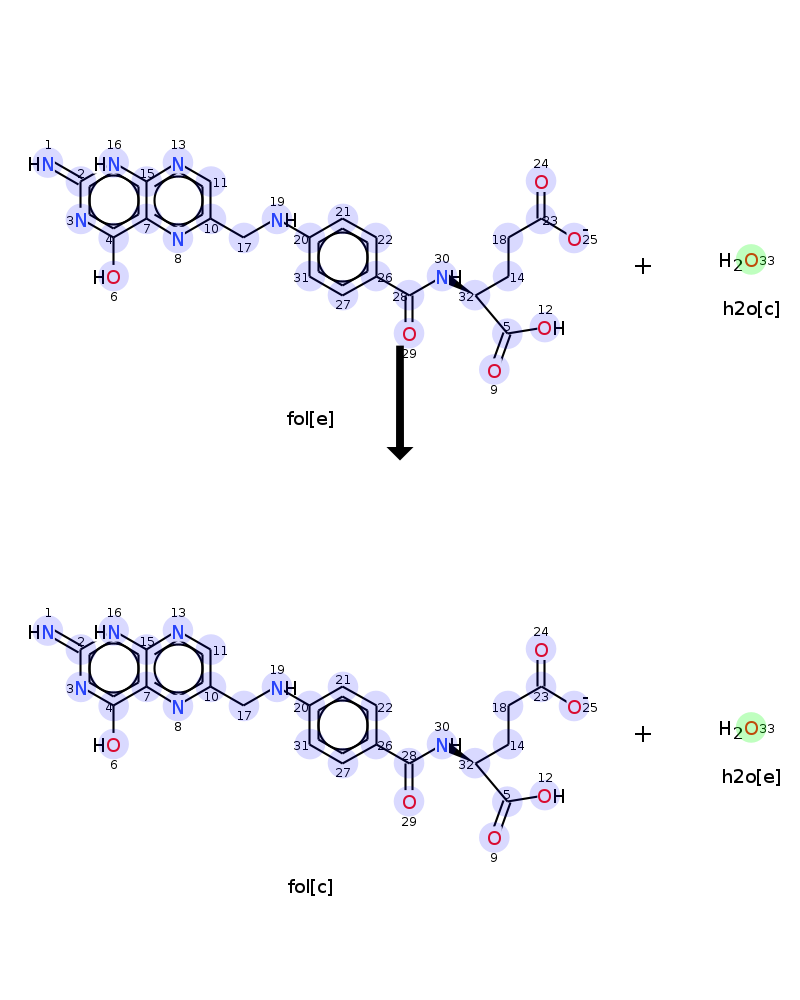 1 16 13
HN 2 HN 15 N 11
3 N 4 7 N 10 17 19 NH
HO 8
6
20 21 22 26 27 31
28 O 29 30 NH 32
24 O 23 O- 25
18 14
5 12 OH
O 9
+
H2O 33
h2o[c]
fol[e]
1 16 13
HN 2 HN 15 N 11
3 N 4 7 N 10 17 19 NH
HO 8
6
20 21 22 26 27 31
28 O 29 30 NH 32
24 O 23 O- 25
18 14
5 12 OH
O 9
+
H2O 33
h2o[e]
fol[c]